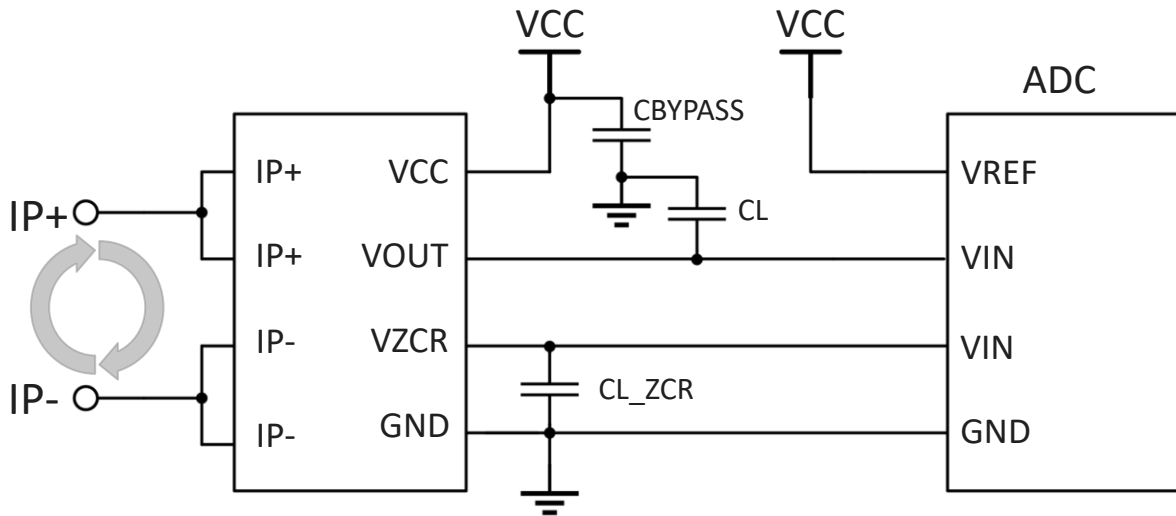 VCC
VCC
ADC
CBYPASS
IP+
VCC
VREF
IP+
CL
IP+
VOUT
VIN
IP-
VZCR
VIN
IP-
CL_ZCR
IP-
GND
GND